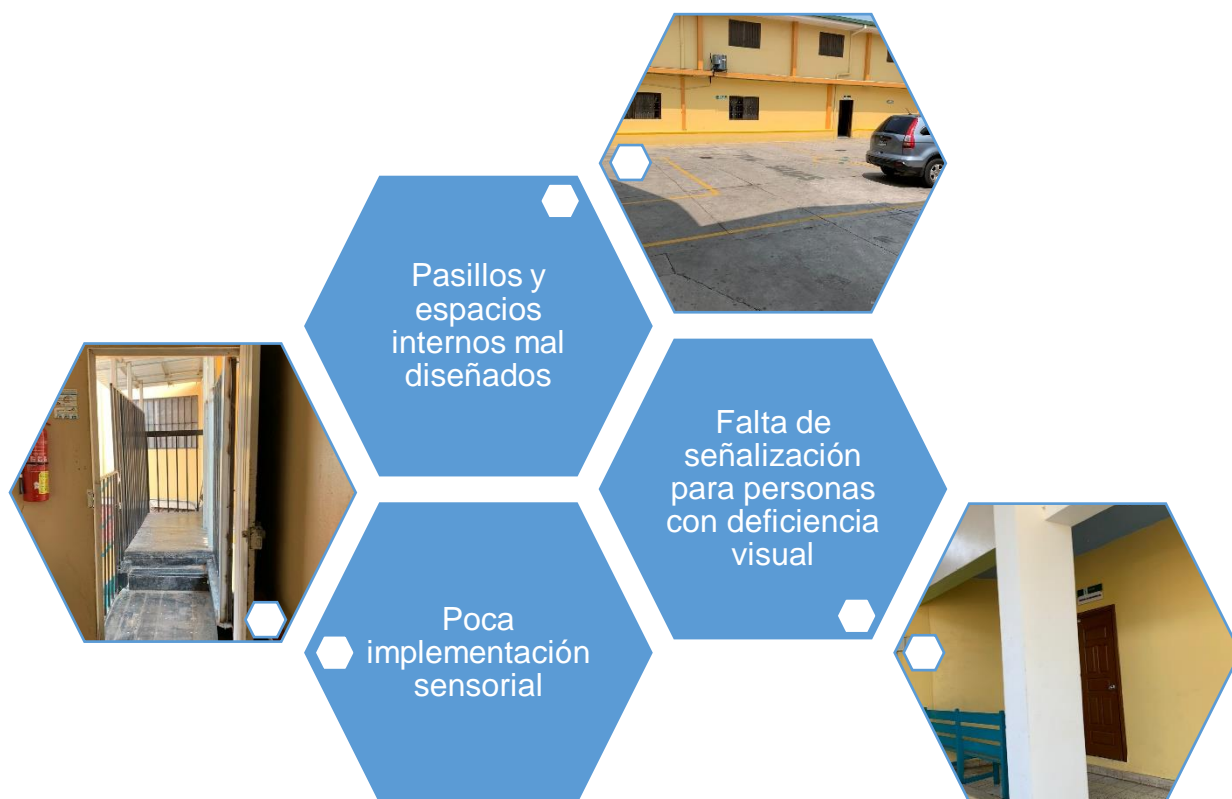 Pasillos y
espacios
internos mal
diseñados
Falta de
señalización
para personas
con deficiencia
visual
Poca
implementación
sensorial